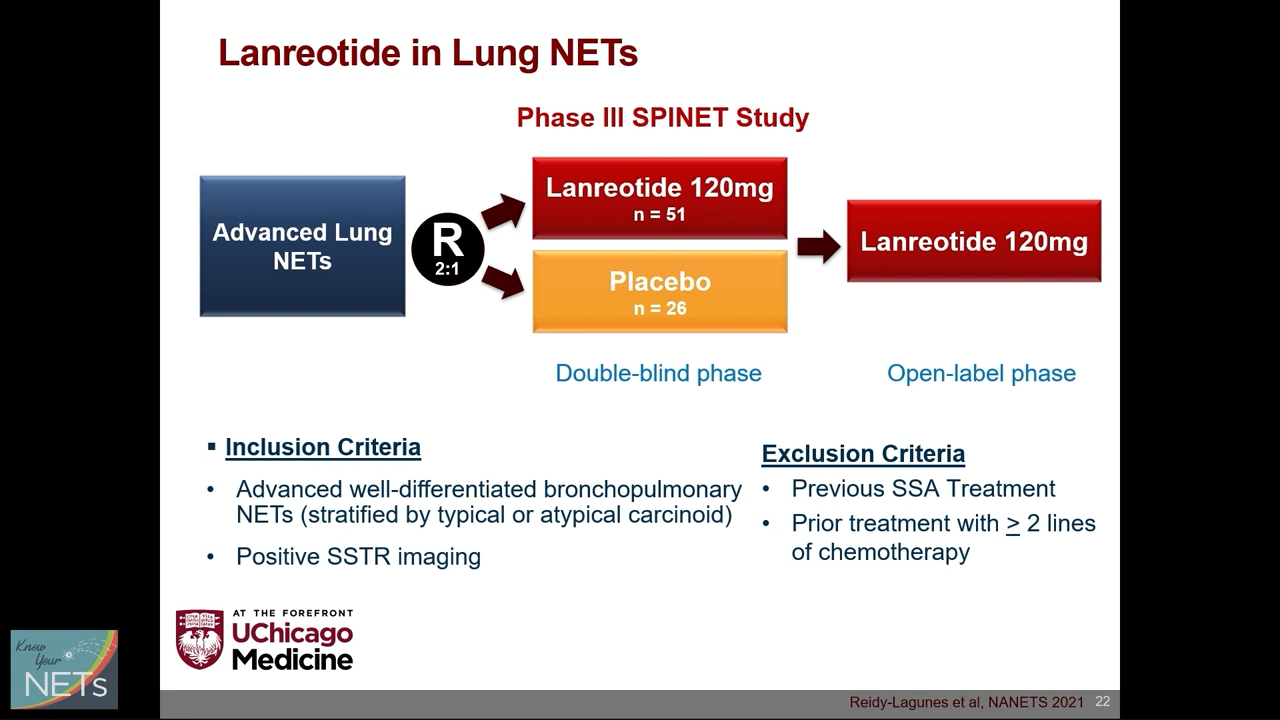 Lanreotide in Lung NETs
Phase III SPINET Study
Advanced Lung
NETs
R
2:1
Lanreotide 120mg
n = 51
Placebo
n = 26
Lanreotide 120mg
Double-blind phase
Open-label phase
▪ Inclusion Criteria
• Advanced well-differentiated bronchopulmonary
NETs (stratified by typical or atypical carcinoid)
• Positive SSTR imaging
Exclusion Criteria
• Previous SSA Treatment
• Prior treatment with ≥ 2 lines
of chemotherapy
AT THE FOREFRONT
UChicago
Medicine
Know
Your
NETs
Reidy-Lagunes et al, NANETS 2021
22